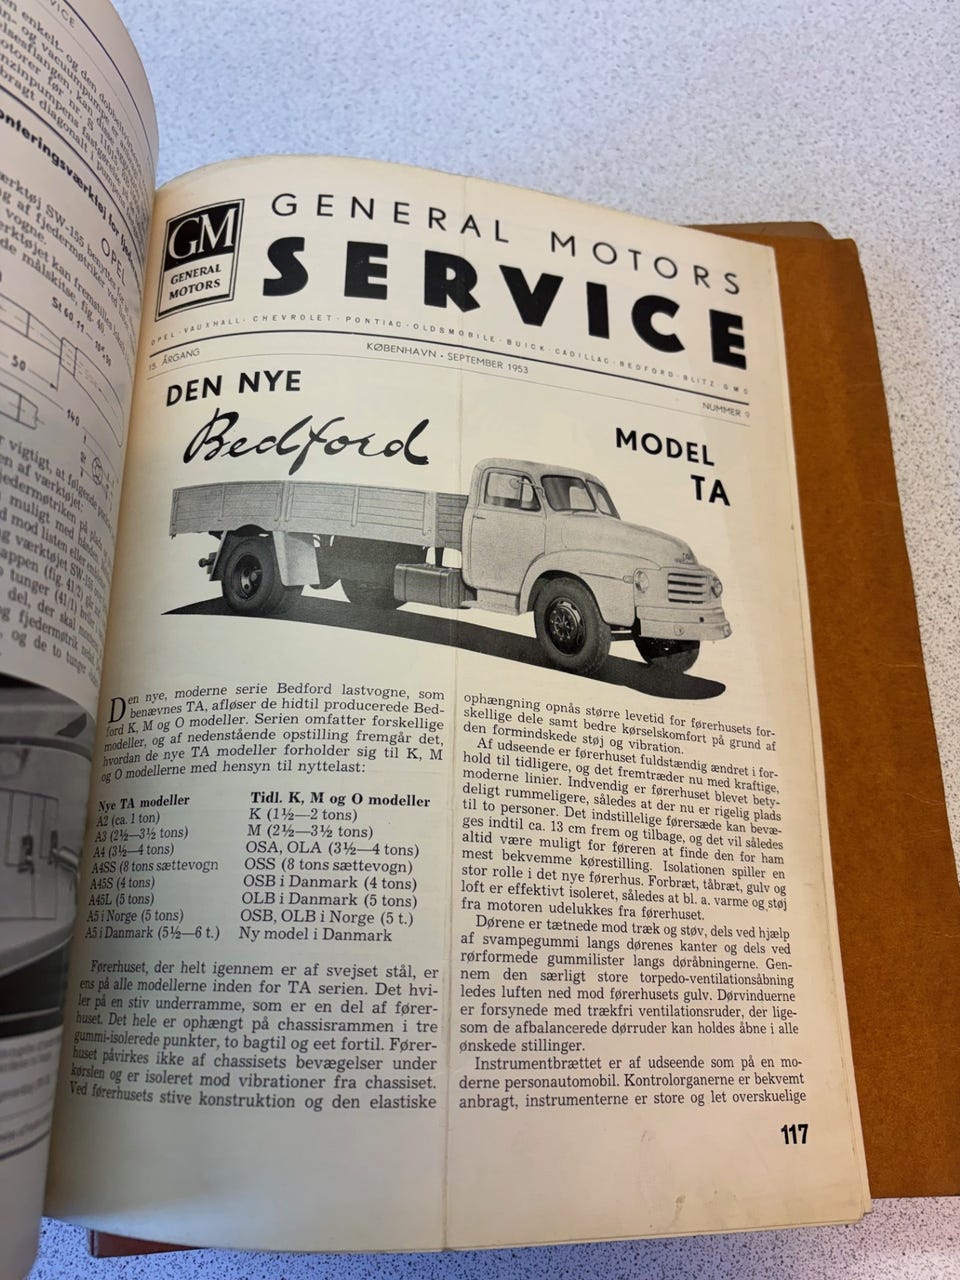 GM
GENERAL
MOTORS
GENERAL MOTORS
SERVICE
OPEL · VAUXHALL · CHEVROLET · PONTIAC · OLDSMOBILE · BUICK · CADILLAC · BEDFORD · BLITZ · GMC
15. ÅRGANG
KØBENHAVN · SEPTEMBER 1953
NUMMER 9
DEN NYE
Bedford
MODEL
TA
Den nye, moderne serie Bedford lastvogne, som
benævnes TA, afløser de hidtil producerede Bed-
ford K, M og O modeller. Serien omfatter forskellige
modeller, og af nedenstående opstilling fremgår det,
hvordan de nye TA modeller forholder sig til K, M
og O modellerne med hensyn til nyttelast:
Nye TA modeller Tidl. K, M og O modeller
A2 (ca. 1 ton) K (1½—2 tons)
A3 (2½—3½ tons) M (2½—3½ tons)
A4 (3½—4 tons) OSA, OLA (3½—4 tons)
A4SS (8 tons sættevogn OSS (8 tons sættevogn)
A45S (4 tons) OSB i Danmark (4 tons)
A45L (5 tons) OLB i Danmark (5 tons)
A5 i Norge (5 tons) OSB, OLB i Norge (5 t.)
A5 i Danmark (5½—6 t.) Ny model i Danmark
Førerhuset, der helt igennem er af svejset stål, er
ens på alle modellerne inden for TA serien. Det hvi-
ler på en stiv underramme, som er en del af fører-
huset. Det hele er ophængt på chassisrammen i tre
gummi-isolerede punkter, to bagtil og eet fortil. Fører-
huset påvirkes ikke af chassisets bevægelser under
kørslen og er isoleret mod vibrationer fra chassiset.
Ved førerhusets stive konstruktion og den elastiske
ophængning opnås større levetid for førerhusets for-
skellige dele samt bedre kørselskomfort på grund af
den formindskede støj og vibration.
Af udseende er førerhuset fuldstændig ændret i for-
hold til tidligere, og det fremtræder nu med kraftige,
moderne linier. Indvendig er førerhuset blevet bety-
deligt rummeligere, således at der nu er rigelig plads
til to personer. Det indstillelige førersæde kan bevæ-
ges indtil ca. 13 cm frem og tilbage, og det vil således
altid være muligt for føreren at finde den for ham
mest bekvemme kørestilling. Isolationen spiller en
stor rolle i det nye førerhus. Forbræt, tåbræt, gulv og
loft er effektivt isoleret, således at bl. a. varme og støj
fra motoren udelukkes fra førerhuset.
Dørene er tætnede mod træk og støv, dels ved hjælp
af svampegummi langs dørenes kanter og dels ved
rørformede gummilister langs døråbningerne. Gen-
nem den særligt store torpedo-ventilationsåbning
ledes luften ned mod førerhusets gulv. Dørvinduerne
er forsynede med trækfri ventilationsruder, der lige-
som de afbalancerede dørruder kan holdes åbne i alle
ønskede stillinger.
Instrumentbrættet er af udseende som på en mo-
derne personautomobil. Kontrolorganerne er bekvemt
anbragt, instrumenterne er store og let overskuelige
117